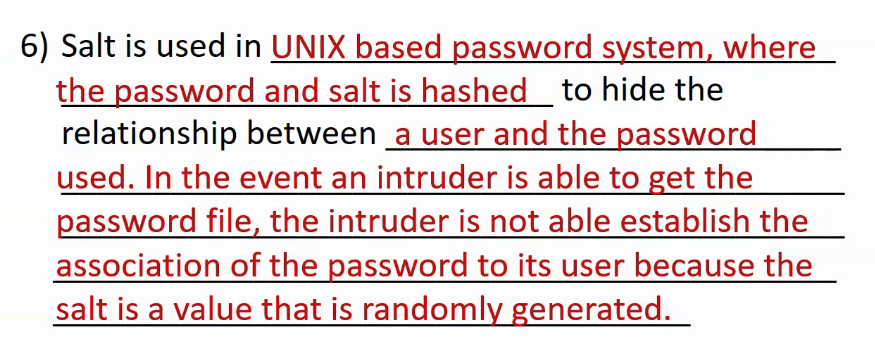 6) Salt is used in UNIX based password system, where
the password and salt is hashed to hide the
relationship between a user and the password
used. In the event an intruder is able to get the
password file, the intruder is not able establish the
association of the password to its user because the
salt is a value that is randomly generated.